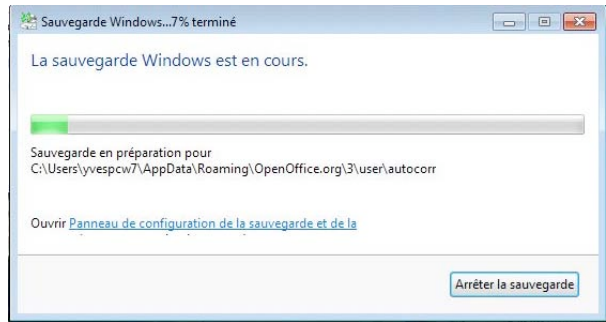 Sauvegarde Windows...7% terminé
La sauvegarde Windows est en cours.
Sauvegarde en préparation pour
C:\Users\yvespcw7\AppData\Roaming\OpenOffice.org\3\user\autocorr
Ouvrir Panneau de configuration de la sauvegarde et de la
Arrêter la sauvegarde